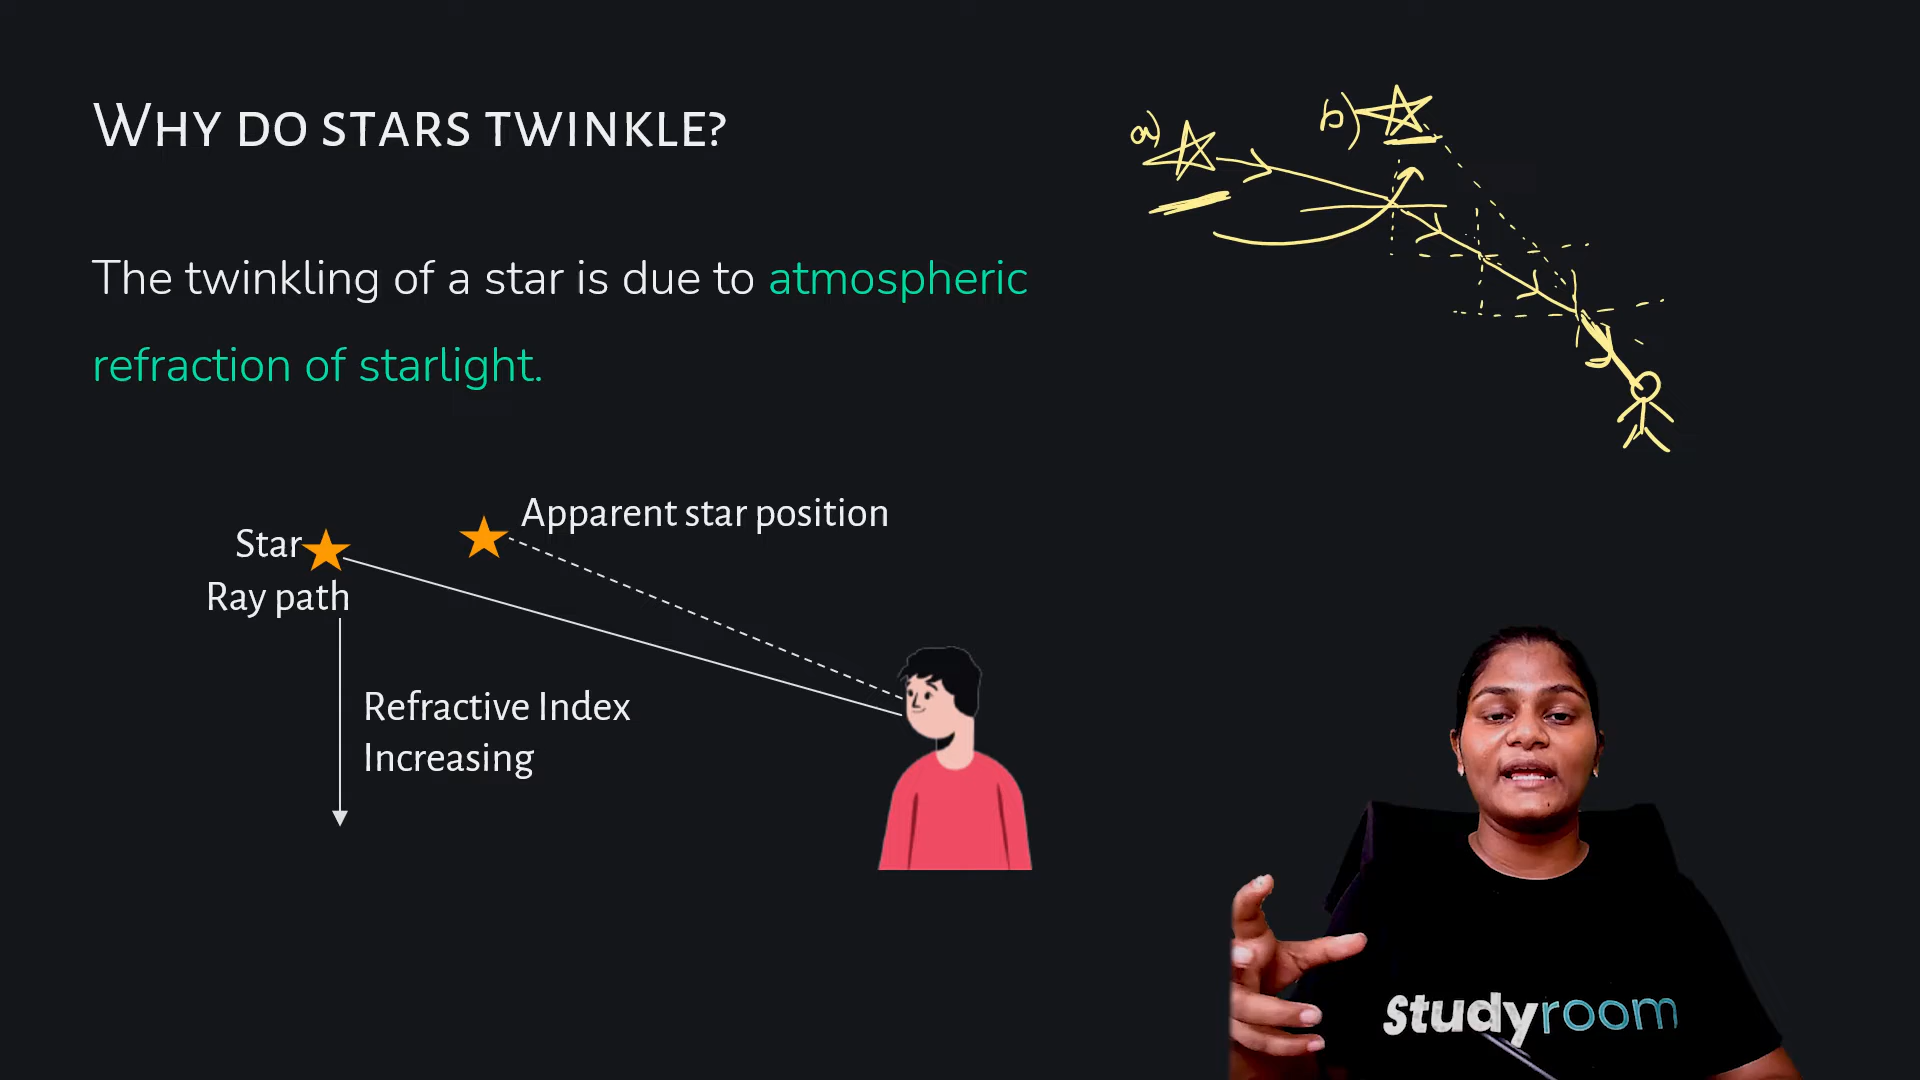 WHY DO STARS TWINKLE?
The twinkling of a star is due to atmospheric
refraction of starlight.
a)
b)
Apparent star position
Star
Ray path
Refractive Index
Increasing
studyroom